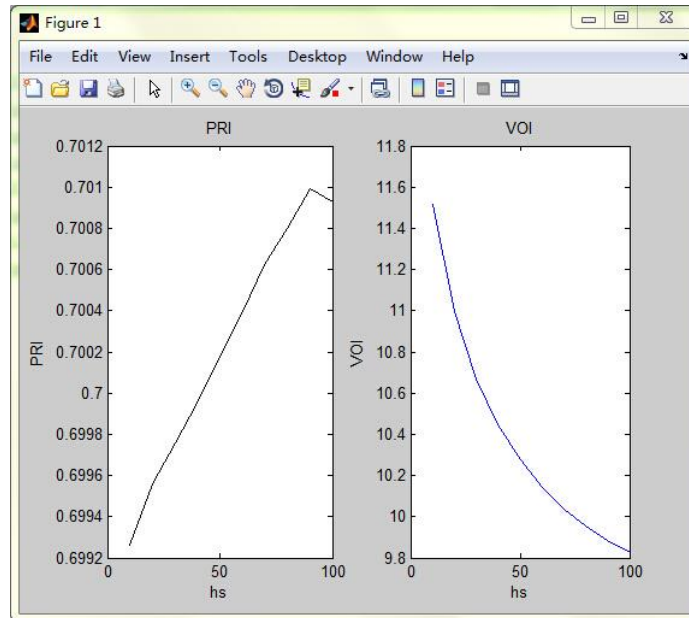 Figure 1
File Edit View Insert Tools Desktop Window Help
PRI
0.7012
0.701
0.7008
0.7006
0.7004
0.7002
0.7
0.6998
0.6996
0.6994
0.6992
PRI
0 50 100
hs
VOI
11.8
11.6
11.4
11.2
11
10.8
10.6
10.4
10.2
10
9.8
VOI
0 50 100
hs